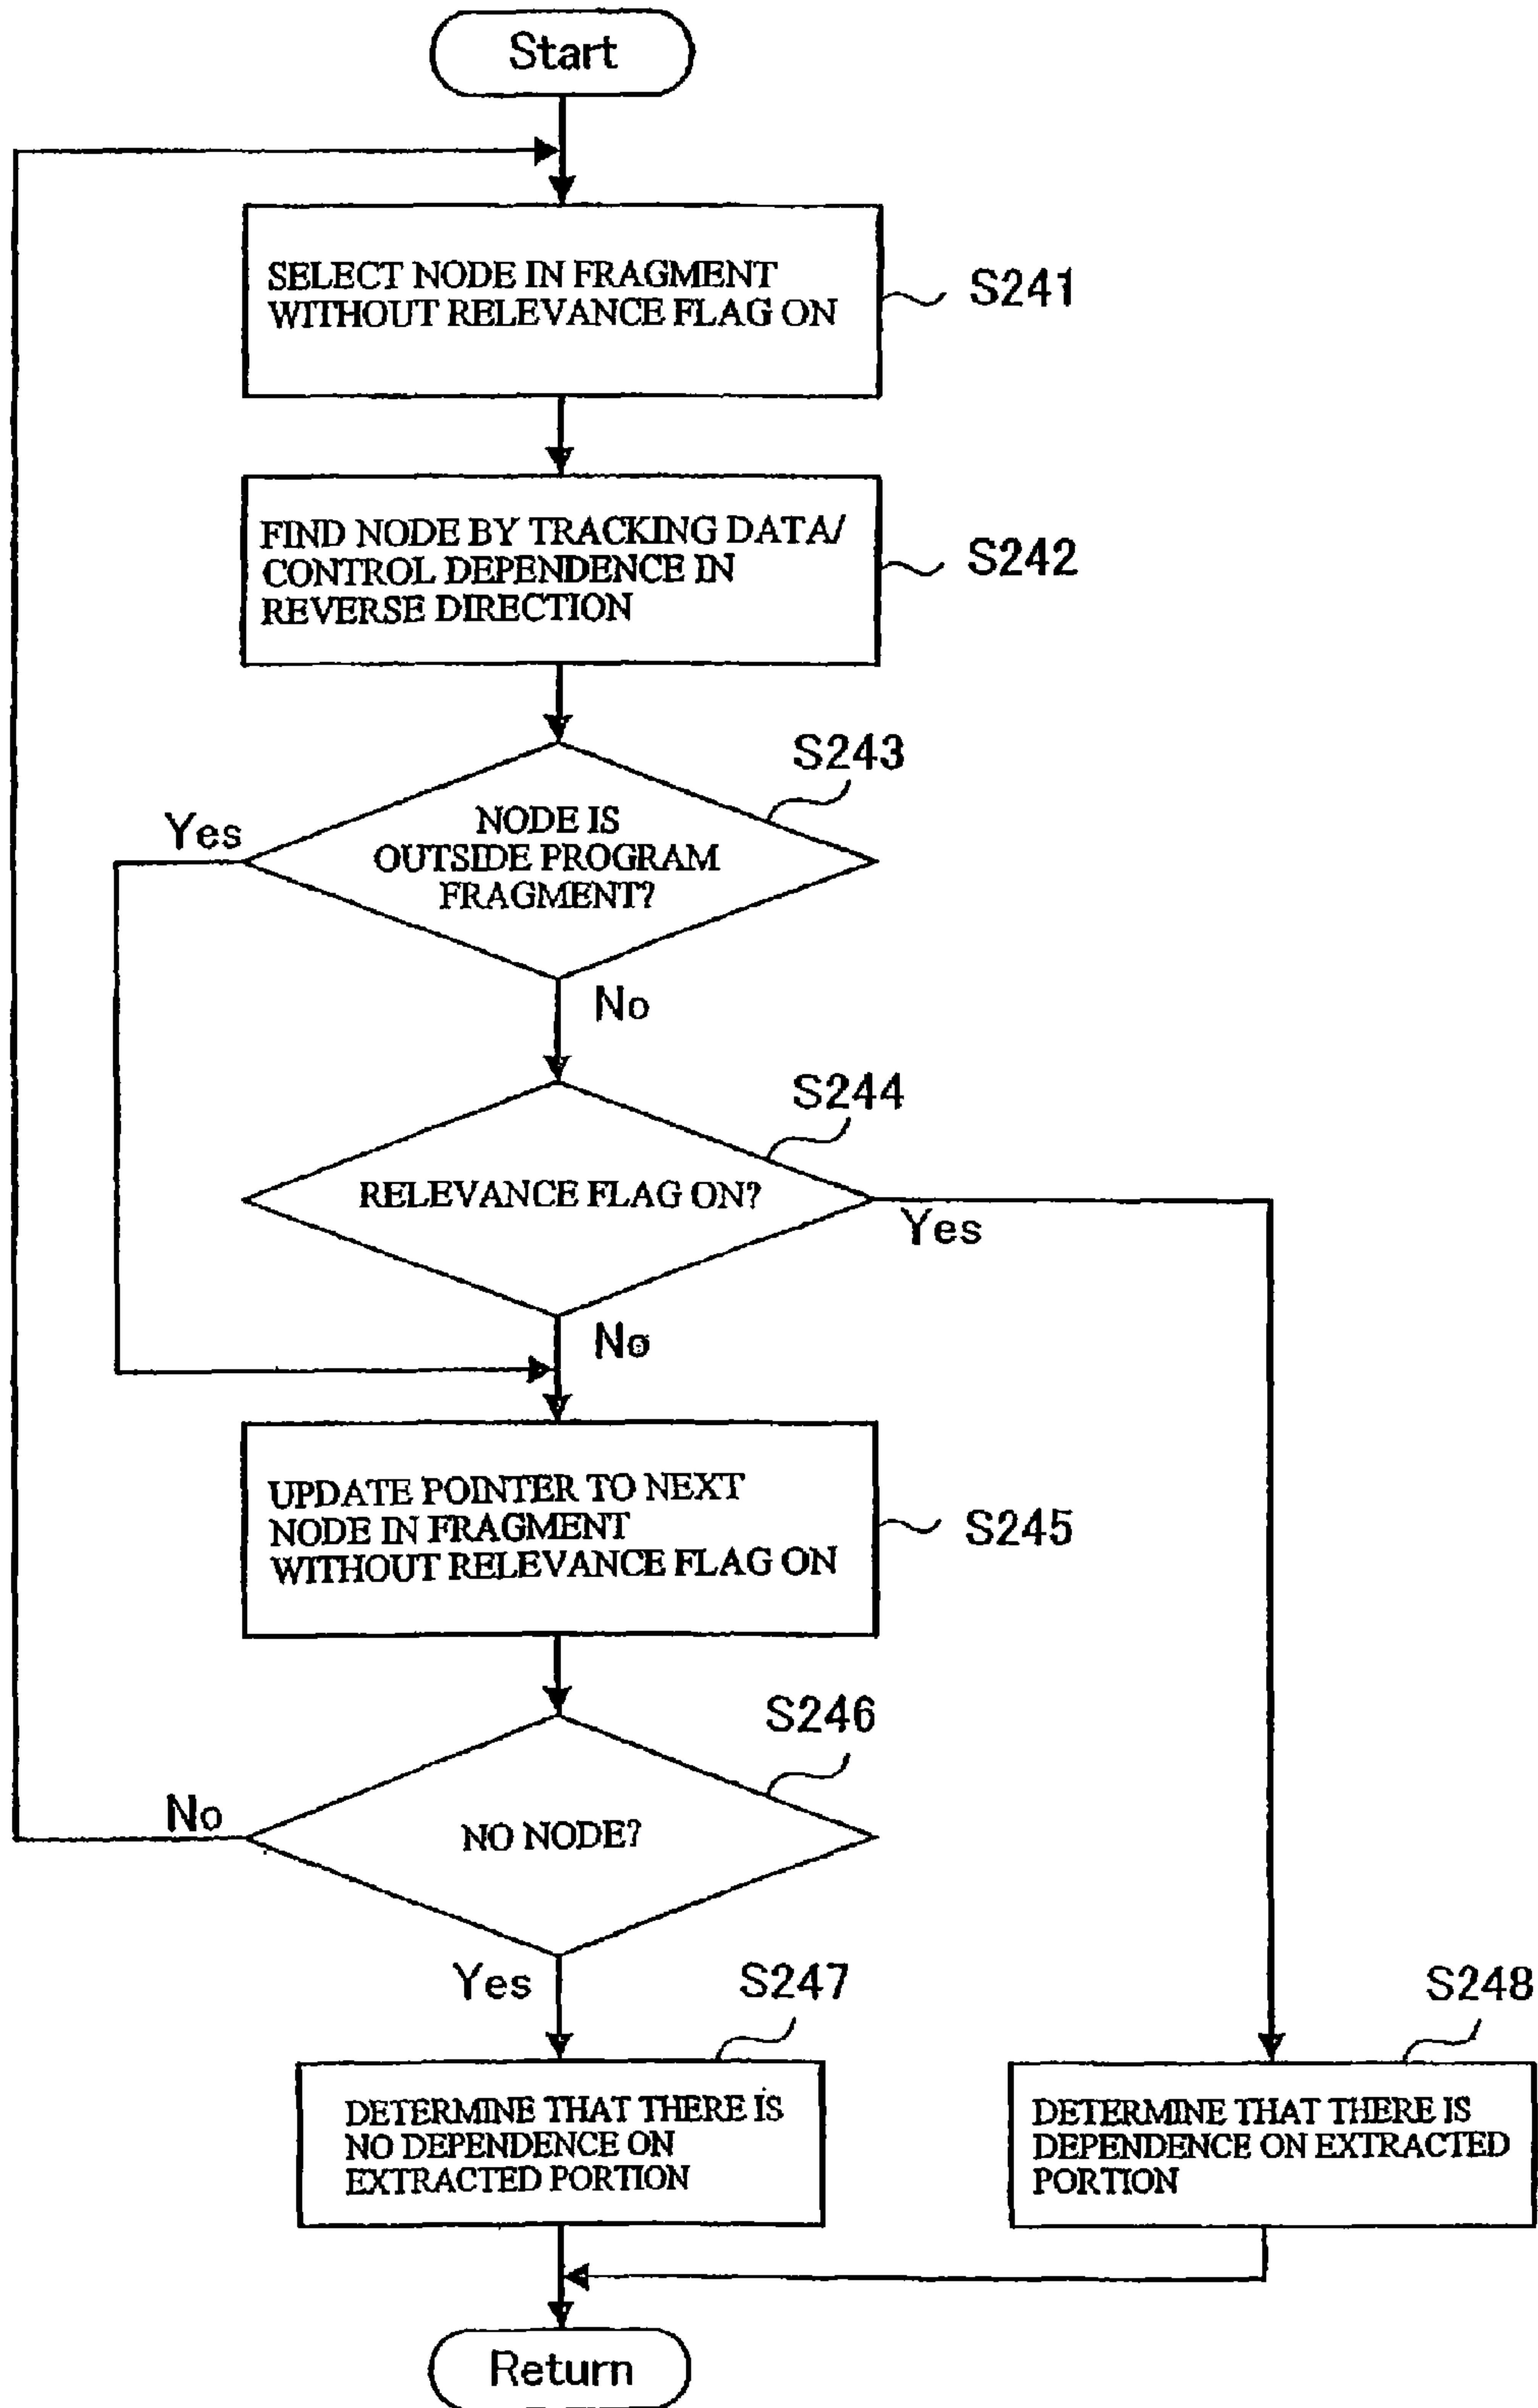 Start
SELECT NODE IN FRAGMENT
WITHOUT RELEVANCE FLAG ON
S241
FIND NODE BY TRACKING DATA/
CONTROL DEPENDENCE IN
REVERSE DIRECTION
S242
S243
Yes
NODE IS
OUTSIDE PROGRAM
FRAGMENT?
No
S244
RELEVANCE FLAG ON?
Yes
No
UPDATE POINTER TO NEXT
NODE IN FRAGMENT
WITHOUT RELEVANCE FLAG ON
S245
S246
No
NO NODE?
Yes
S247
S248
DETERMINE THAT THERE IS
NO DEPENDENCE ON
EXTRACTED PORTION
DETERMINE THAT THERE IS
DEPENDENCE ON EXTRACTED
PORTION
Return